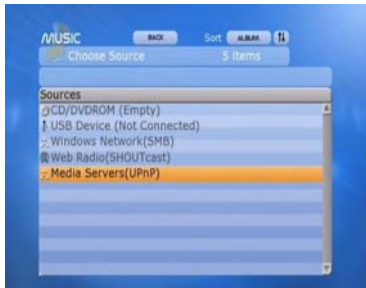 MUSIC BACK Sort ALBUM
Choose Source 5 items
Sources
CD/DVDROM (Empty)
USB Device (Not Connected)
Windows Network(SMB)
Web Radio(SHOUTcast)
Media Servers(UPnP)